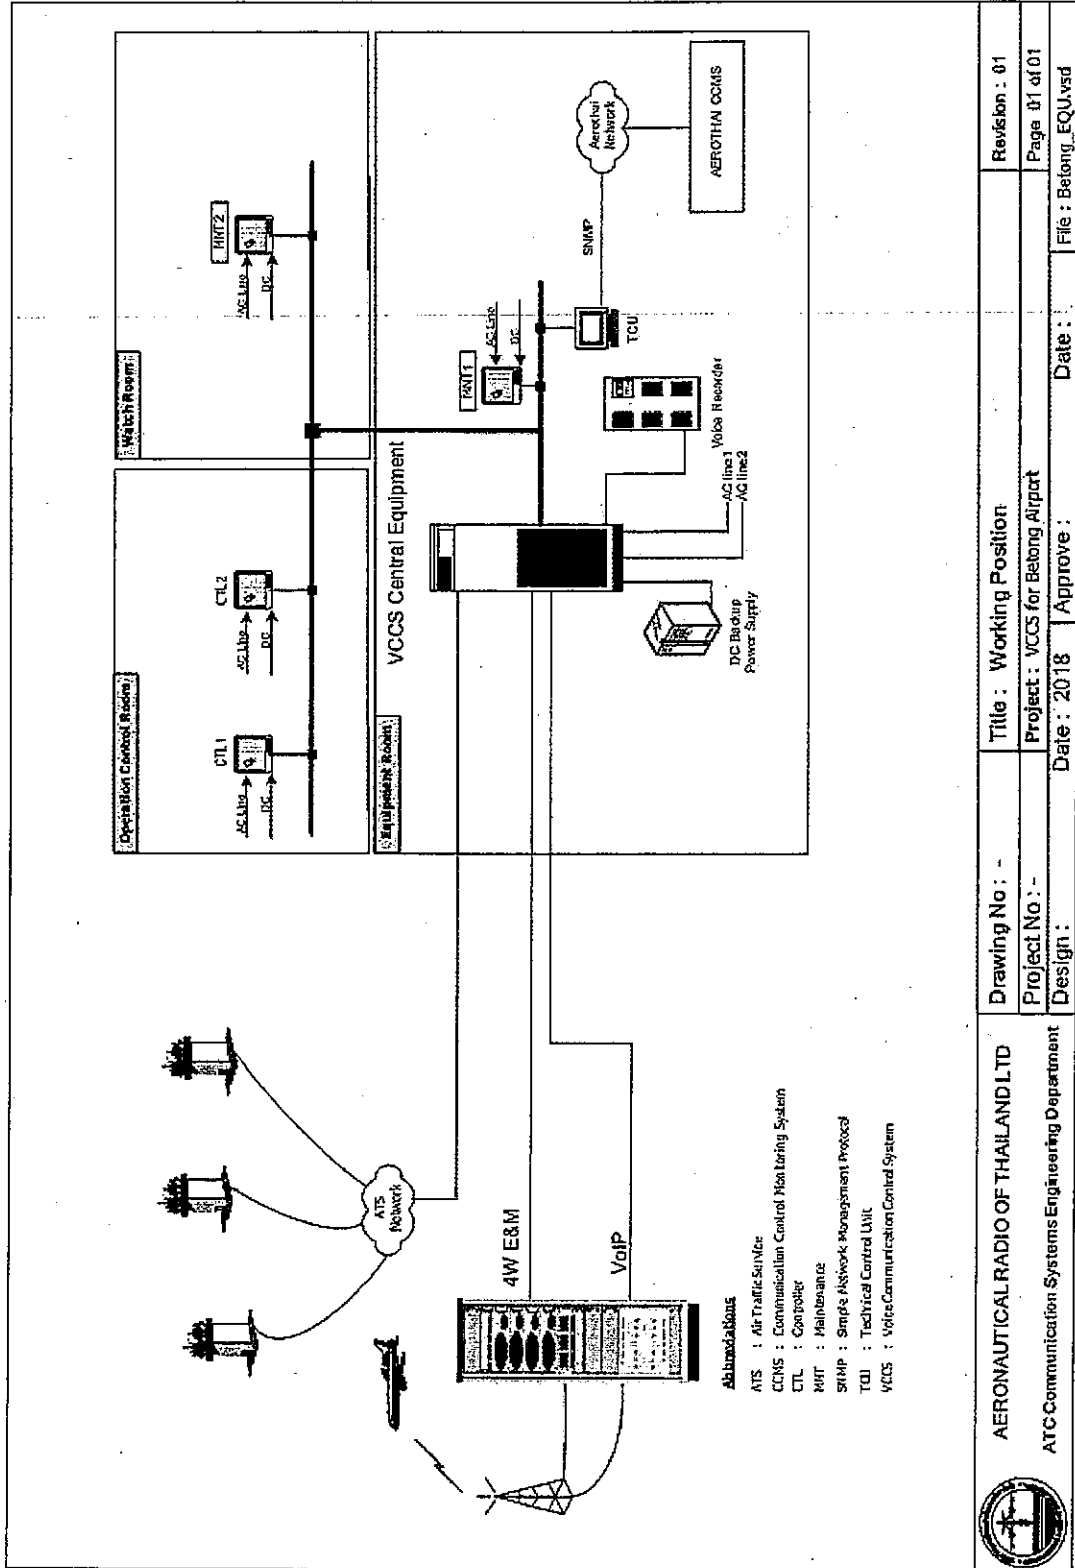 Operation Control Room
Watch Room
CTL1
AC Line
DC
CTL2
AC Line
DC
MNT2
AC Line
DC
Equipment Room
VCCS Central Equipment
MNT1
AC Line
DC
TCU
SNMP
Aerothai
Network
AEROTHAI CCMS
Voice Recorder
AC line1
AC line2
DC Backup
Power Supply
ATS
Network
4W E&M
VoIP
Abbreviations
ATS : Air Traffic Service
CCMS : Communication Control Monitoring System
CTL : Controller
MNT : Maintenance
SNMP : Simple Network Management Protocol
TCU : Technical Control Unit
VCCS : Voice Communication Control System
AERONAUTICAL RADIO OF THAILAND LTD
ATC Communication Systems Engineering Department
Drawing No : -
Title : Working Position
Revision : 01
Project No : -
Project : VCCS for Betong Airport
Page 01 of 01
Design :
Date : 2018
Approve :
Date :
File : Betong_EQU.vsd